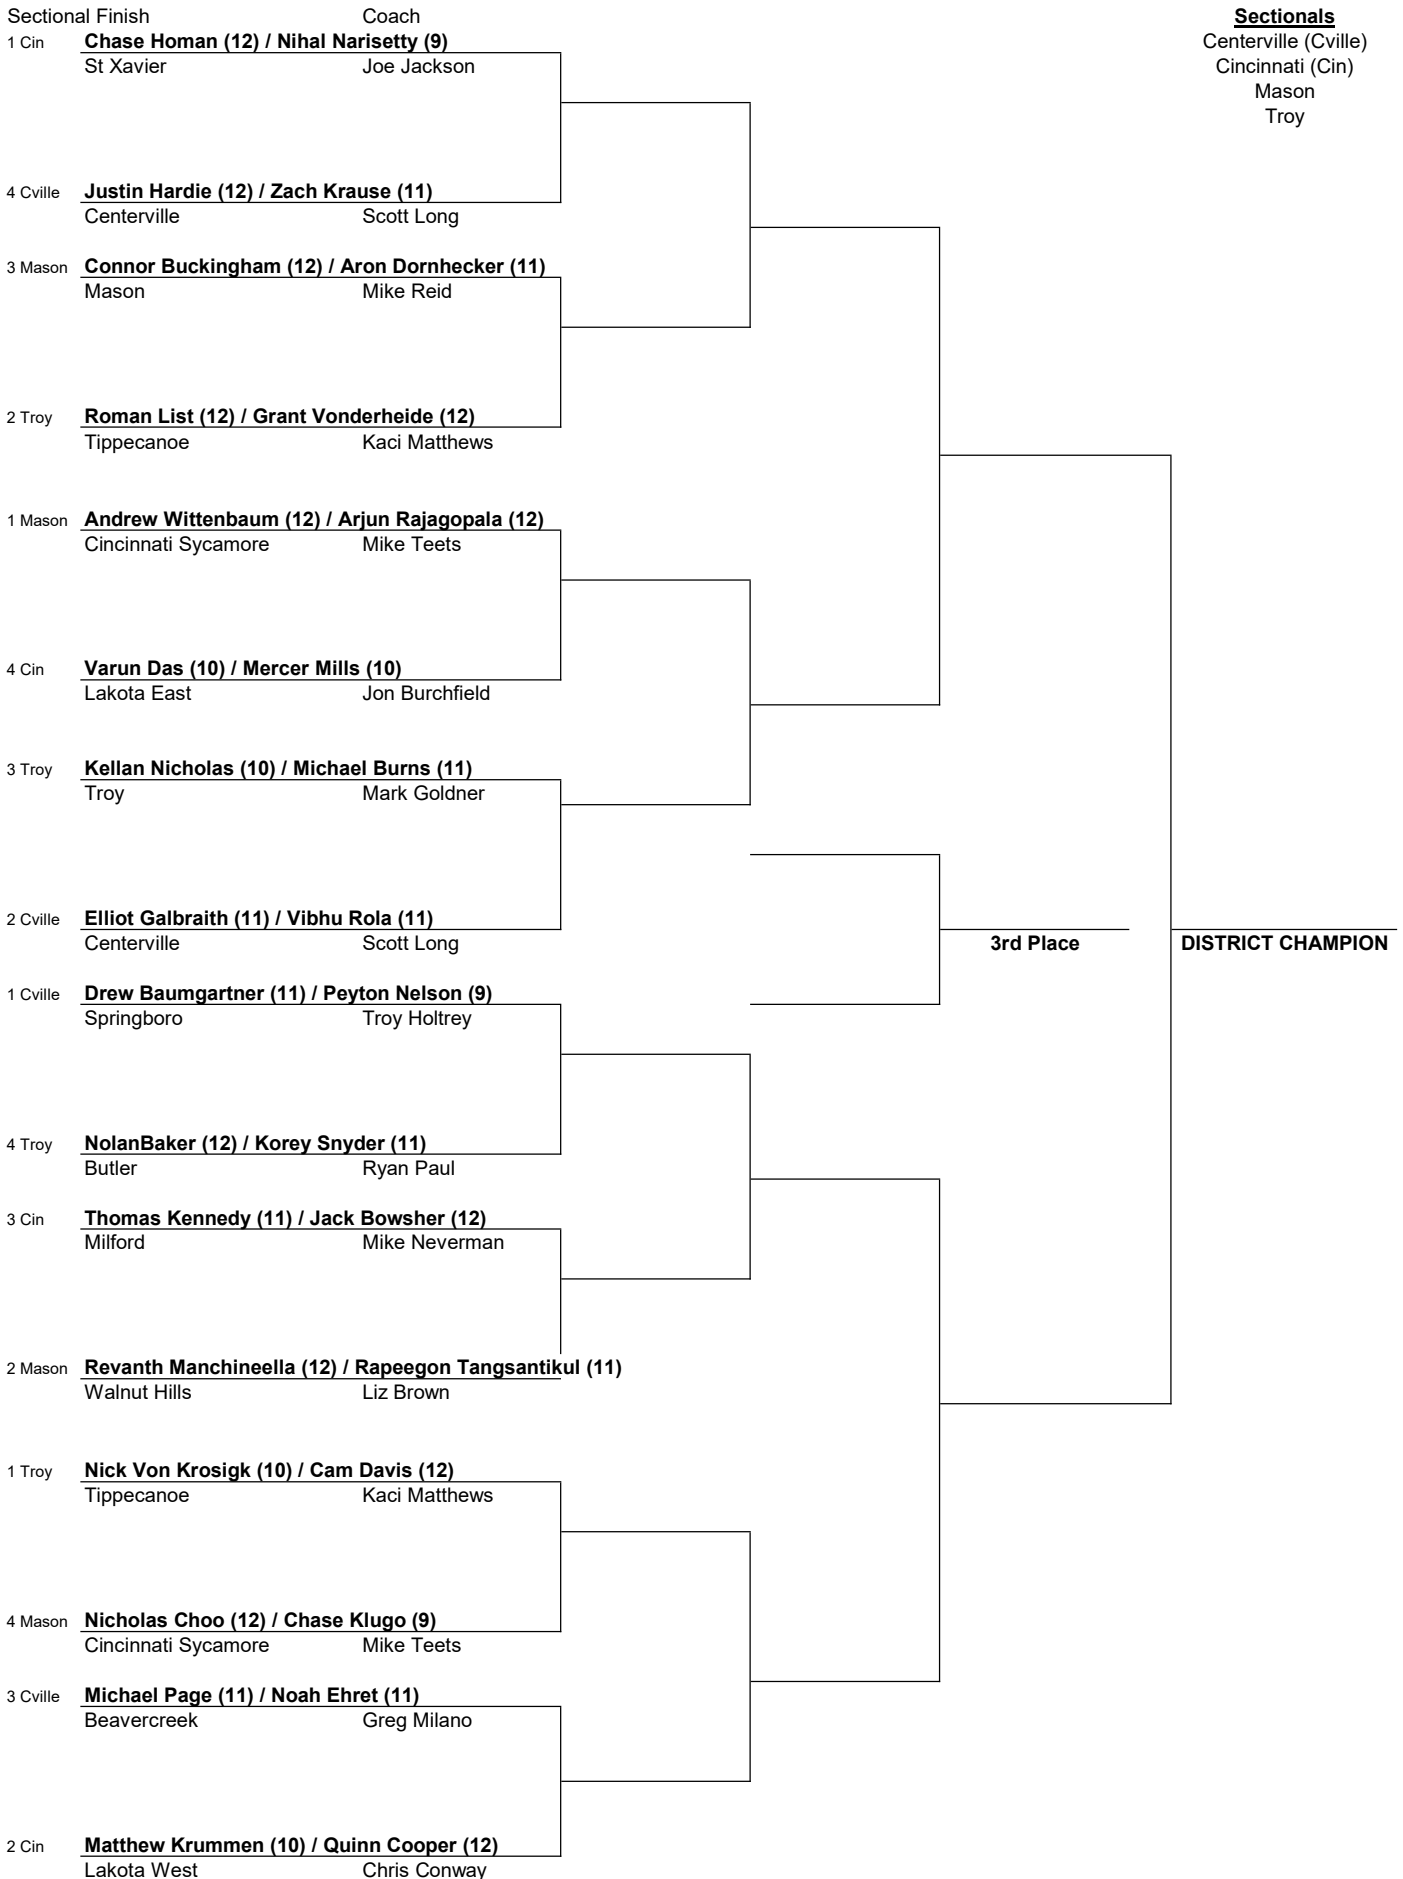 Sectional Finish Coach Sectionals
1 Cin Chase Homan (12) / Nihal Narisetty (9) Centerville (Cville)
St Xavier Joe Jackson Cincinnati (Cin)
Mason
Troy
4 Cville Justin Hardie (12) / Zach Krause (11)
Centerville Scott Long
3 Mason Connor Buckingham (12) / Aron Dornhecker (11)
Mason Mike Reid
2 Troy Roman List (12) / Grant Vonderheide (12)
Tippecanoe Kaci Matthews
1 Mason Andrew Wittenbaum (12) / Arjun Rajagopala (12)
Cincinnati Sycamore Mike Teets
4 Cin Varun Das (10) / Mercer Mills (10)
Lakota East Jon Burchfield
3 Troy Kellan Nicholas (10) / Michael Burns (11)
Troy Mark Goldner
2 Cville Elliot Galbraith (11) / Vibhu Rola (11)
Centerville Scott Long 3rd Place DISTRICT CHAMPION
1 Cville Drew Baumgartner (11) / Peyton Nelson (9)
Springboro Troy Holtrey
4 Troy NolanBaker (12) / Korey Snyder (11)
Butler Ryan Paul
3 Cin Thomas Kennedy (11) / Jack Bowsher (12)
Milford Mike Neverman
2 Mason Revanth Manchineella (12) / Rapeegon Tangsantikul (11)
Walnut Hills Liz Brown
1 Troy Nick Von Krosigk (10) / Cam Davis (12)
Tippecanoe Kaci Matthews
4 Mason Nicholas Choo (12) / Chase Klugo (9)
Cincinnati Sycamore Mike Teets
3 Cville Michael Page (11) / Noah Ehret (11)
Beavercreek Greg Milano
2 Cin Matthew Krummen (10) / Quinn Cooper (12)
Lakota West Chris Conway